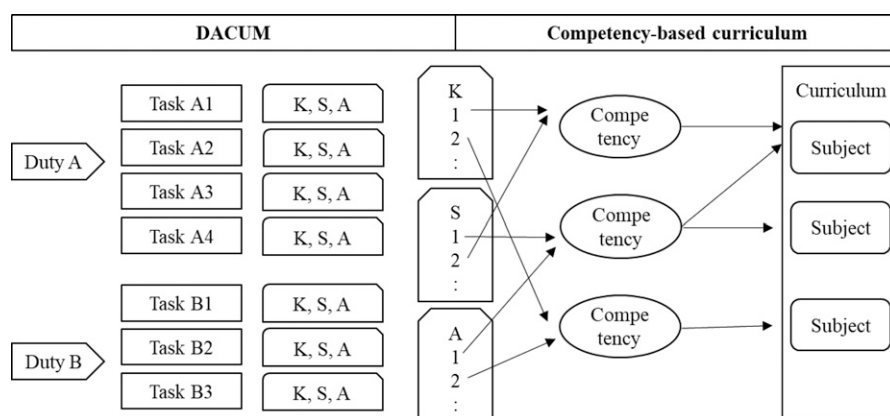 DACUM
Competency-based curriculum
Duty A
Task A1
K, S, A
Task A2
K, S, A
Task A3
K, S, A
Task A4
K, S, A
Duty B
Task B1
K, S, A
Task B2
K, S, A
Task B3
K, S, A
K
1
2
:
S
1
2
:
A
1
2
:
Compe
tency
Compe
tency
Compe
tency
Curriculum
Subject
Subject
Subject